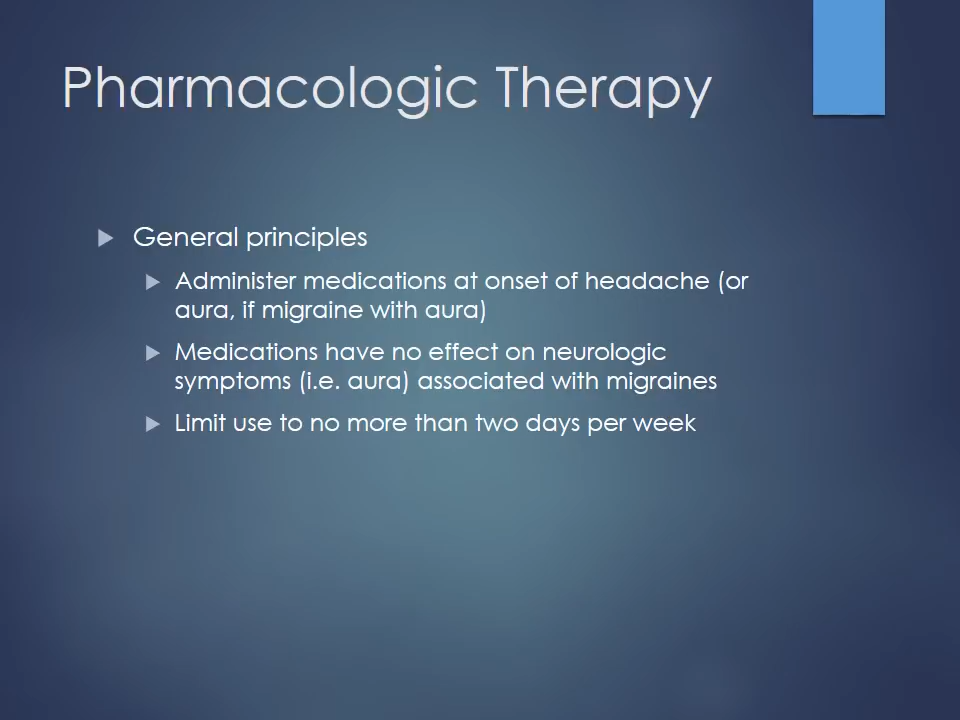 Pharmacologic Therapy
General principles
Administer medications at onset of headache (or
aura, if migraine with aura)
Medications have no effect on neurologic
symptoms (i.e. aura) associated with migraines
Limit use to no more than two days per week